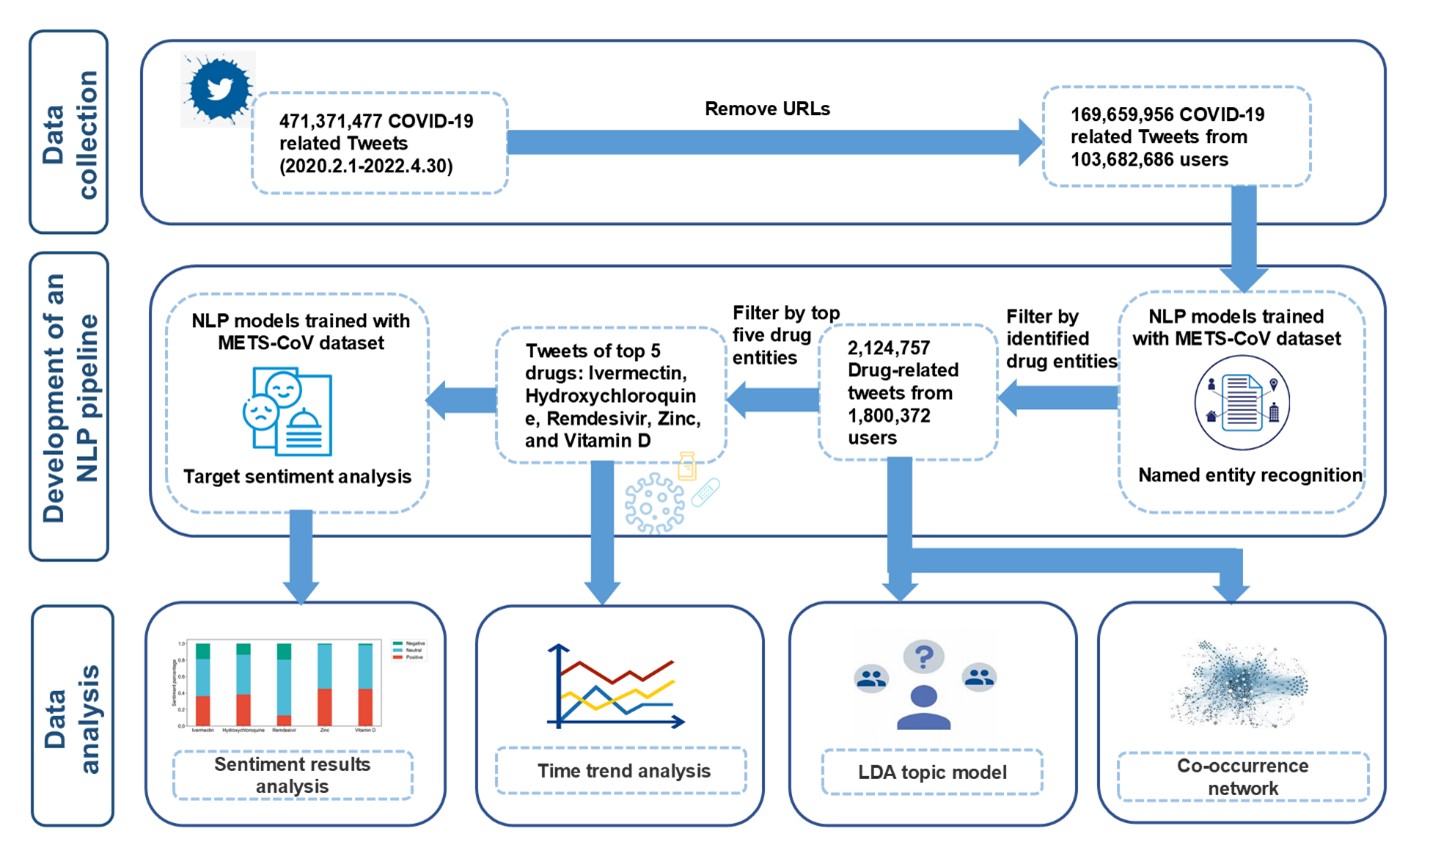 Data
collection
471,371,477 COVID-19
related Tweets
(2020.2.1-2022.4.30)
Remove URLs
169,659,956 COVID-19
related Tweets from
103,682,686 users
Development of an
NLP pipeline
NLP models trained with
METS-CoV dataset
Target sentiment analysis
Tweets of top 5
drugs: Ivermectin,
Hydroxychloroquin
e, Remdesivir, Zinc,
and Vitamin D
Filter by top
five drug
entities
2,124,757
Drug-related
tweets from
1,800,372
users
Filter by
identified
drug entities
NLP models trained
with METS-CoV dataset
Named entity recognition
Data
analysis
Sentiment percentage
1.0
0.8
0.6
0.4
0.2
0.0
Ivermectin
Hydroxychloroquine
Remdesivir
Zinc
Vitamin D
Negative
Neutral
Positive
Sentiment results
analysis
Time trend analysis
?
LDA topic model
Co-occurrence
network